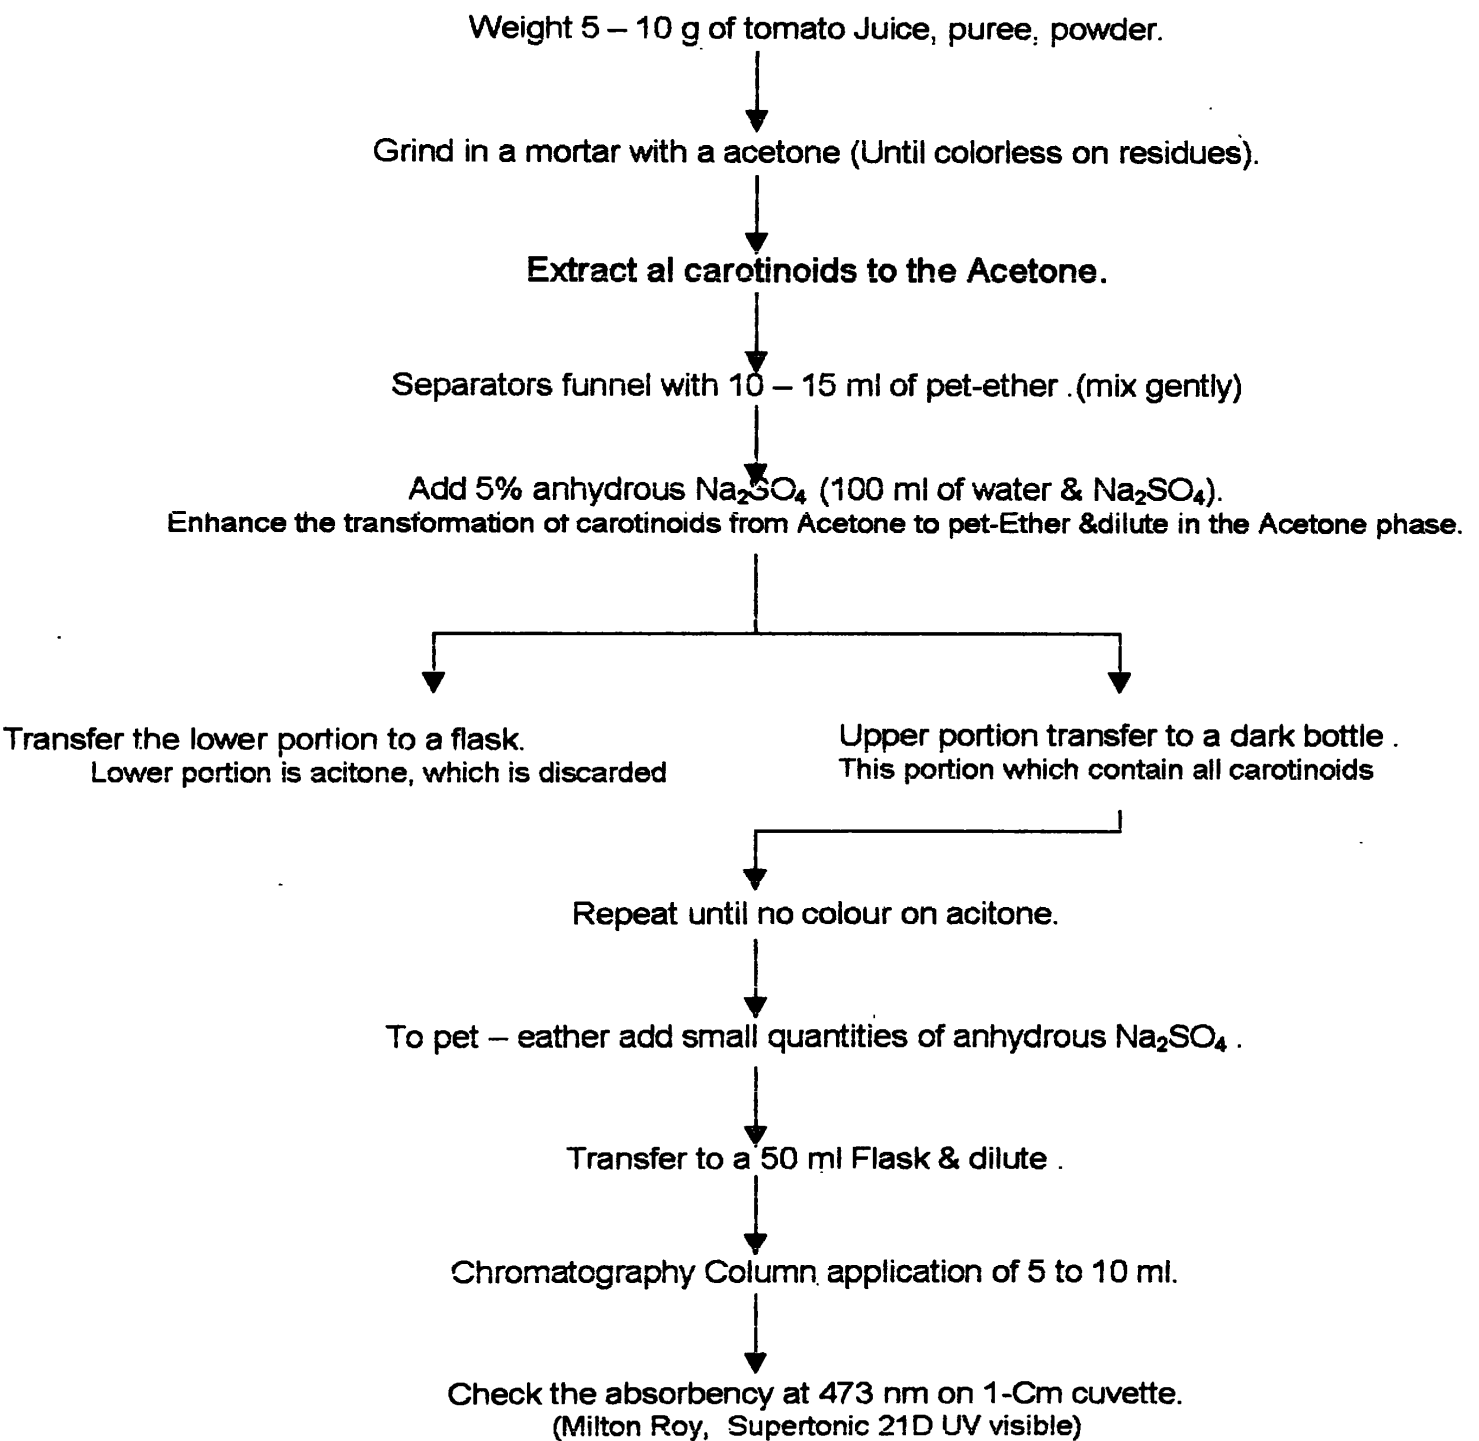 Weight 5 – 10 g of tomato Juice, puree, powder.
Grind in a mortar with a acetone (Until colorless on residues).
Extract al carotinoids to the Acetone.
Separators funnel with 10 – 15 ml of pet-ether .(mix gently)
Add 5% anhydrous Na₂SO₄ (100 ml of water & Na₂SO₄).
Enhance the transformation of carotinoids from Acetone to pet-Ether &dilute in the Acetone phase.
Transfer the lower portion to a flask.
Lower portion is acitone, which is discarded
Upper portion transfer to a dark bottle .
This portion which contain all carotinoids
Repeat until no colour on acitone.
To pet – eather add small quantities of anhydrous Na₂SO₄ .
Transfer to a 50 ml Flask & dilute .
Chromatography Column application of 5 to 10 ml.
Check the absorbency at 473 nm on 1-Cm cuvette.
(Milton Roy, Supertonic 21D UV visible)